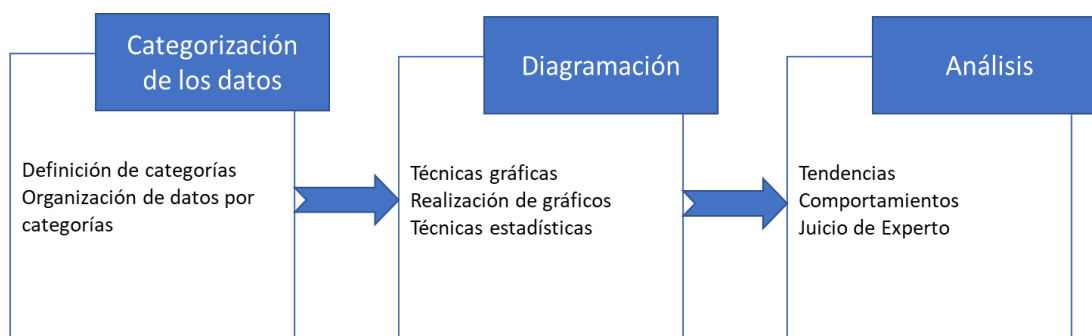 Categorización
de los datos
Definición de categorías
Organización de datos por
categorías
Diagramación
Técnicas gráficas
Realización de gráficos
Técnicas estadísticas
Análisis
Tendencias
Comportamientos
Juicio de Experto